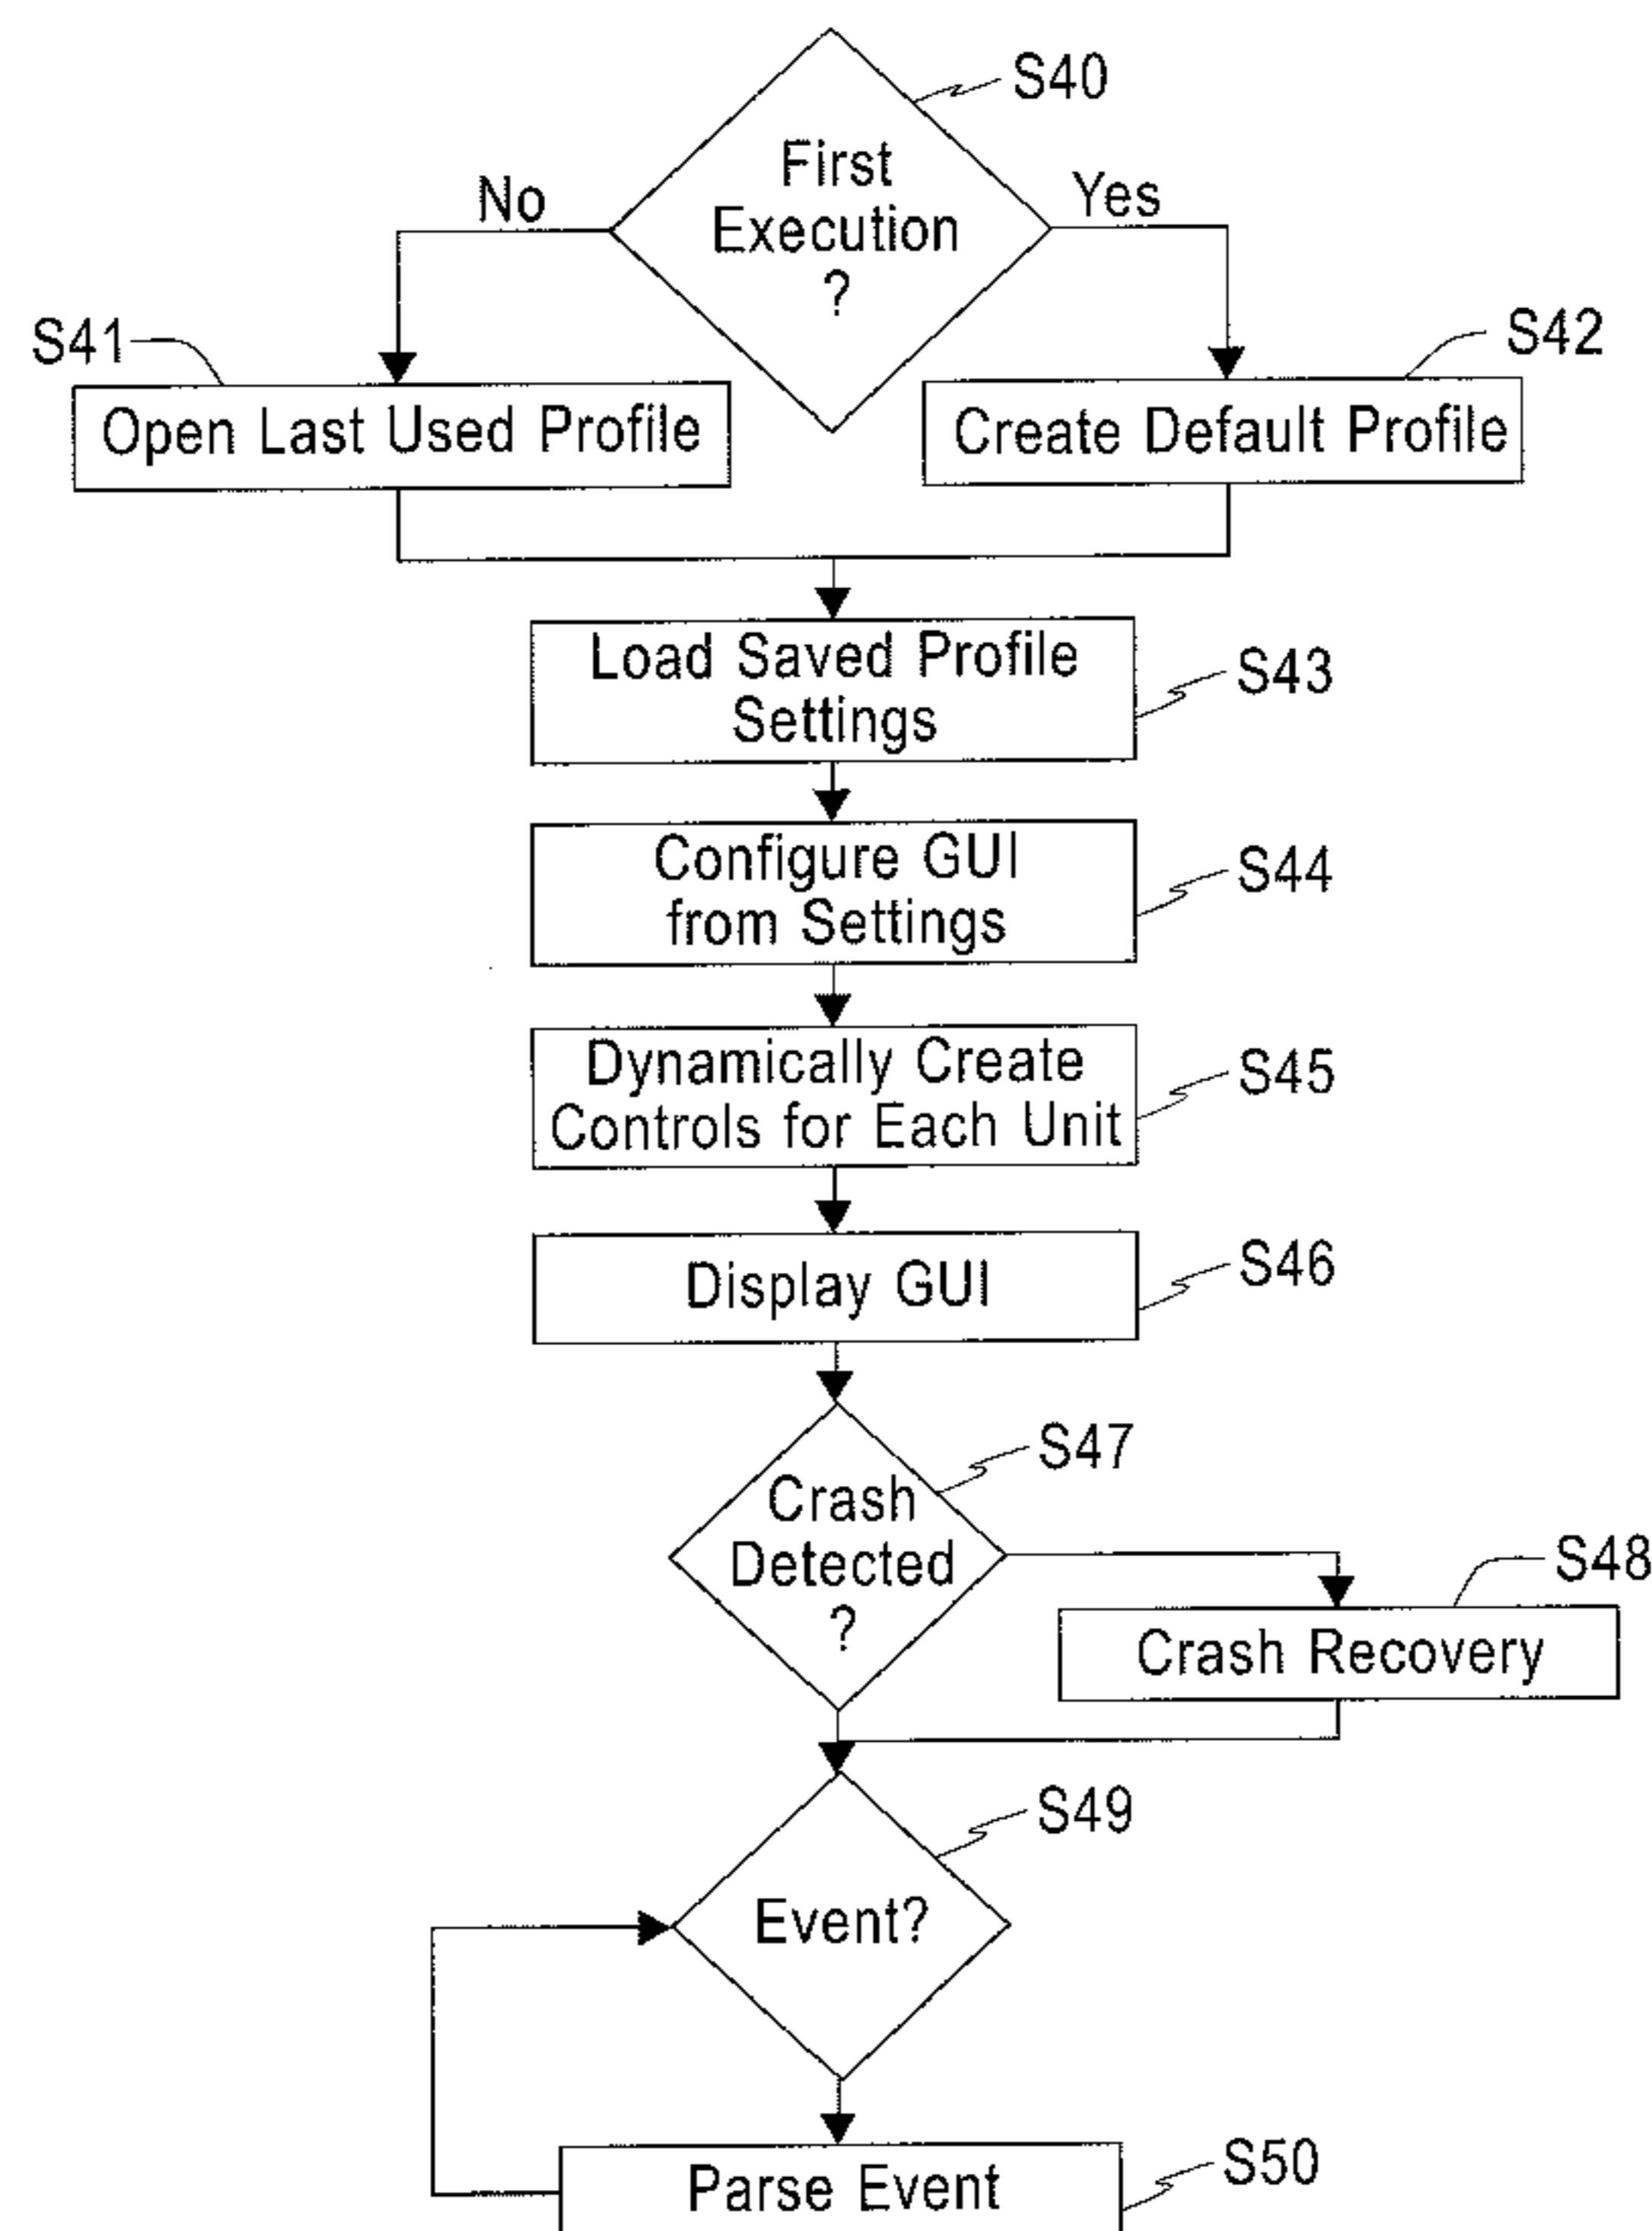 S40
First
Execution
?
No
Yes
S41
S42
Open Last Used Profile
Create Default Profile
Load Saved Profile
Settings
S43
Configure GUI
from Settings
S44
Dynamically Create
Controls for Each Unit
S45
Display GUI
S46
S47
Crash
Detected
?
S48
Crash Recovery
S49
Event?
Parse Event
S50